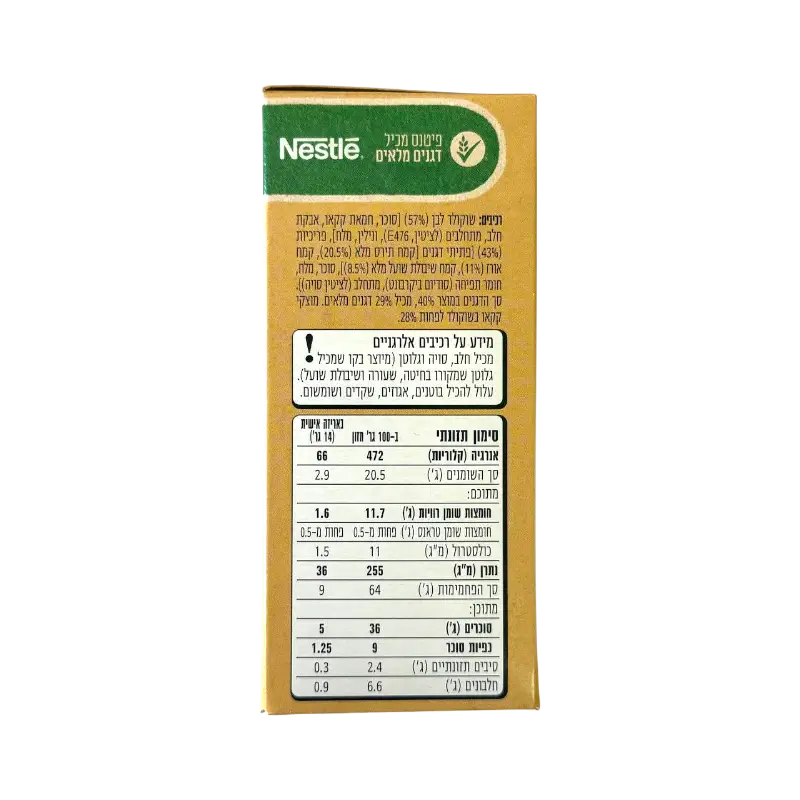 Nestlé
פיטנס מכיל
דגנים מלאים
רכיבים: שוקולד לבן (57%) [סוכר, חמאת קקאו, אבקת
חלב, מתחלבים (לציטין, E476), ונילין, מלח], פריכיות
(43%) {פתיתי דגנים [קמח תירס מלא (20.5%), קמח
אורז (11%), קמח שיבולת שועל מלא (8.5%)], סוכר, מלח,
חומר תפיחה (סודיום ביקרבונט), מתחלב (לציטין סויה)}.
סך הדגנים במוצר 40%, מכיל 29% דגנים מלאים. מוצקי
קקאו בשוקולד לפחות 28%.
מידע על רכיבים אלרגניים
מכיל חלב, סויה וגלוטן (מיוצר בקו שמכיל
גלוטן שמקורו בחיטה, שעורה ושיבולת שועל).
עלול להכיל בוטנים, אגוזים, שקדים ושומשום.
!
סימון תזונתי ב-100 גר' מזון באריזה אישית (14 גר')
אנרגיה (קלוריות) 472 66
סך השומנים (ג') 20.5 2.9
מתוכם:
חומצות שומן רוויות (ג') 11.7 1.6
חומצות שומן טראנס (ג') פחות מ-0.5 פחות מ-0.5
כולסטרול (מ"ג) 11 1.5
נתרן (מ"ג) 255 36
סך הפחמימות (ג') 64 9
מתוכן:
סוכרים (ג') 36 5
כפיות סוכר 9 1.25
סיבים תזונתיים (ג') 2.4 0.3
חלבונים (ג') 6.6 0.9